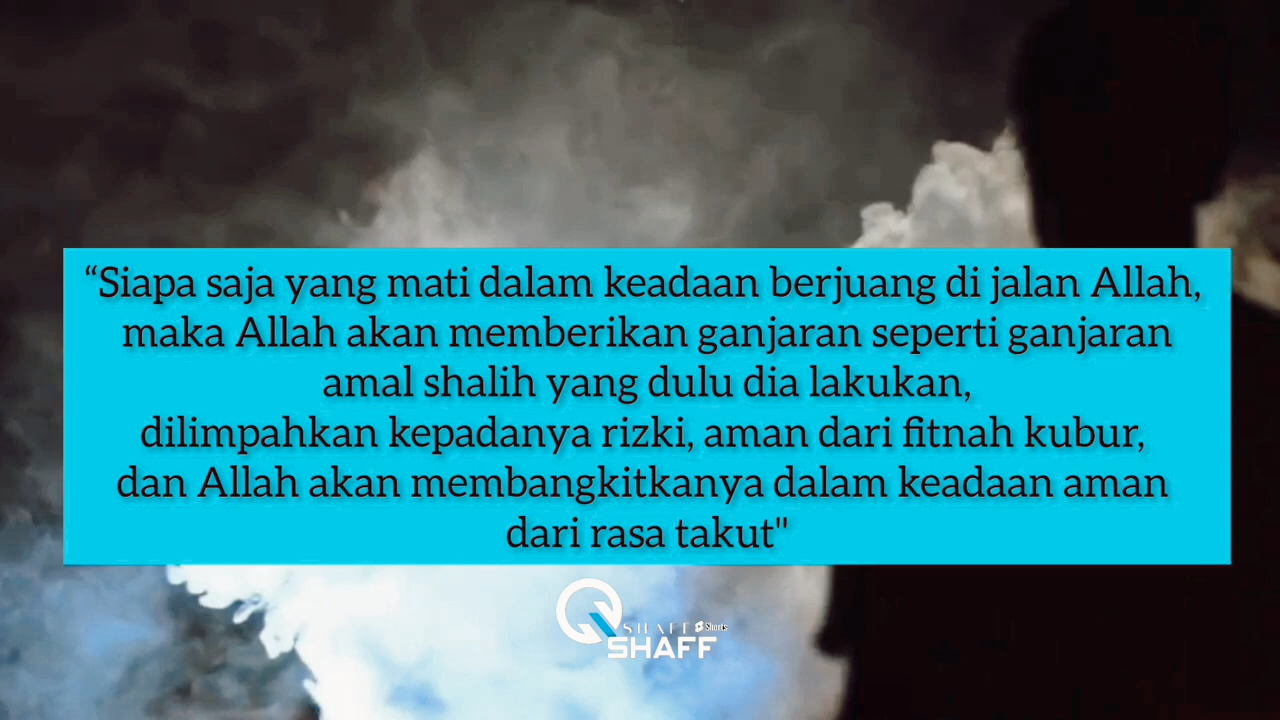 “Siapa saja yang mati dalam keadaan berjuang di jalan Allah,
maka Allah akan memberikan ganjaran seperti ganjaran
amal shalih yang dulu dia lakukan,
dilimpahkan kepadanya rizki, aman dari fitnah kubur,
dan Allah akan membangkitkanya dalam keadaan aman
dari rasa takut"
SHAFF Shorts
SHAFF